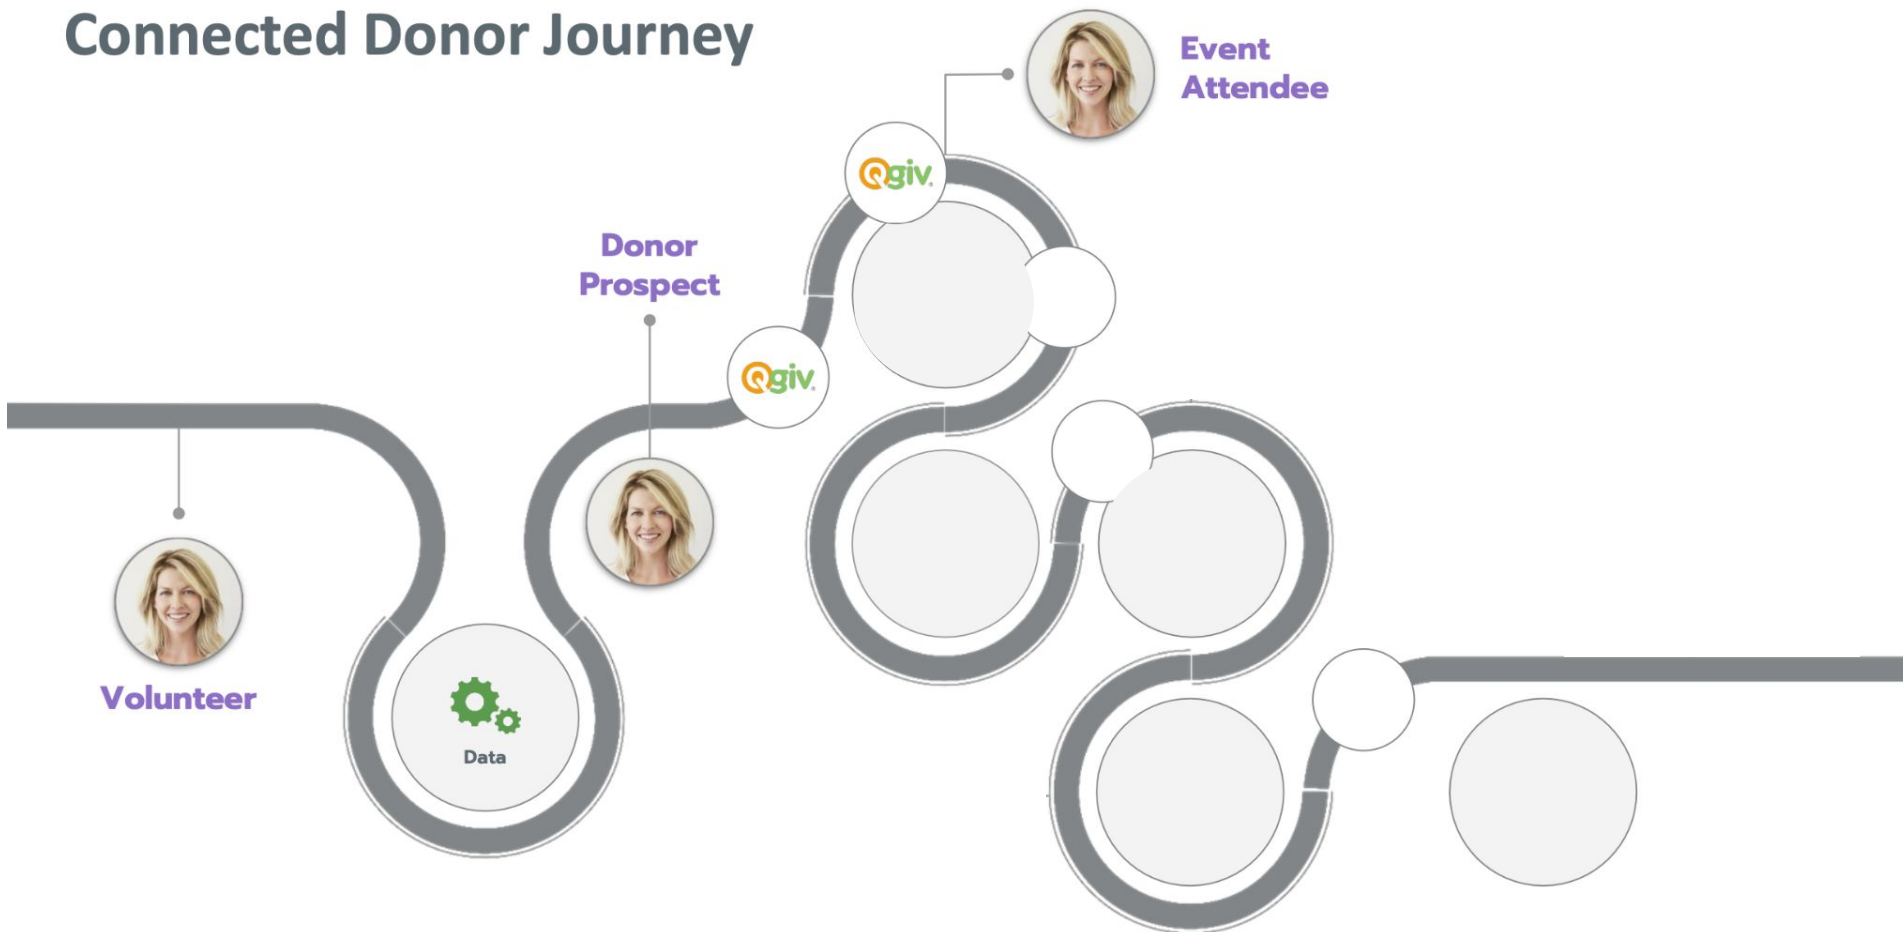 Connected Donor Journey
Event
Attendee
Qgiv
Donor
Prospect
Qgiv
Volunteer
Data